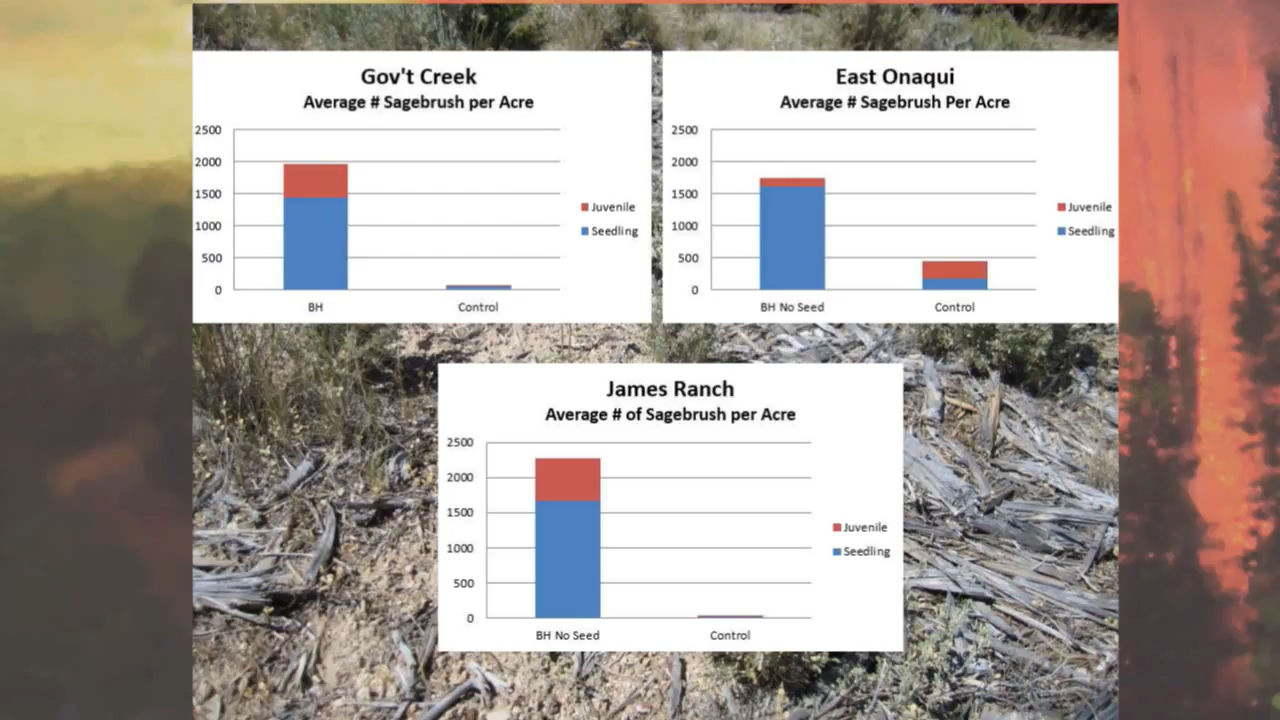 Gov't Creek
Average # Sagebrush per Acre
2500
2000
1500
1000
500
0
BH
Control
Juvenile
Seedling
East Onaqui
Average # Sagebrush Per Acre
2500
2000
1500
1000
500
0
BH No Seed
Control
Juvenile
Seedling
James Ranch
Average # of Sagebrush per Acre
2500
2000
1500
1000
500
0
BH No Seed
Control
Juvenile
Seedling